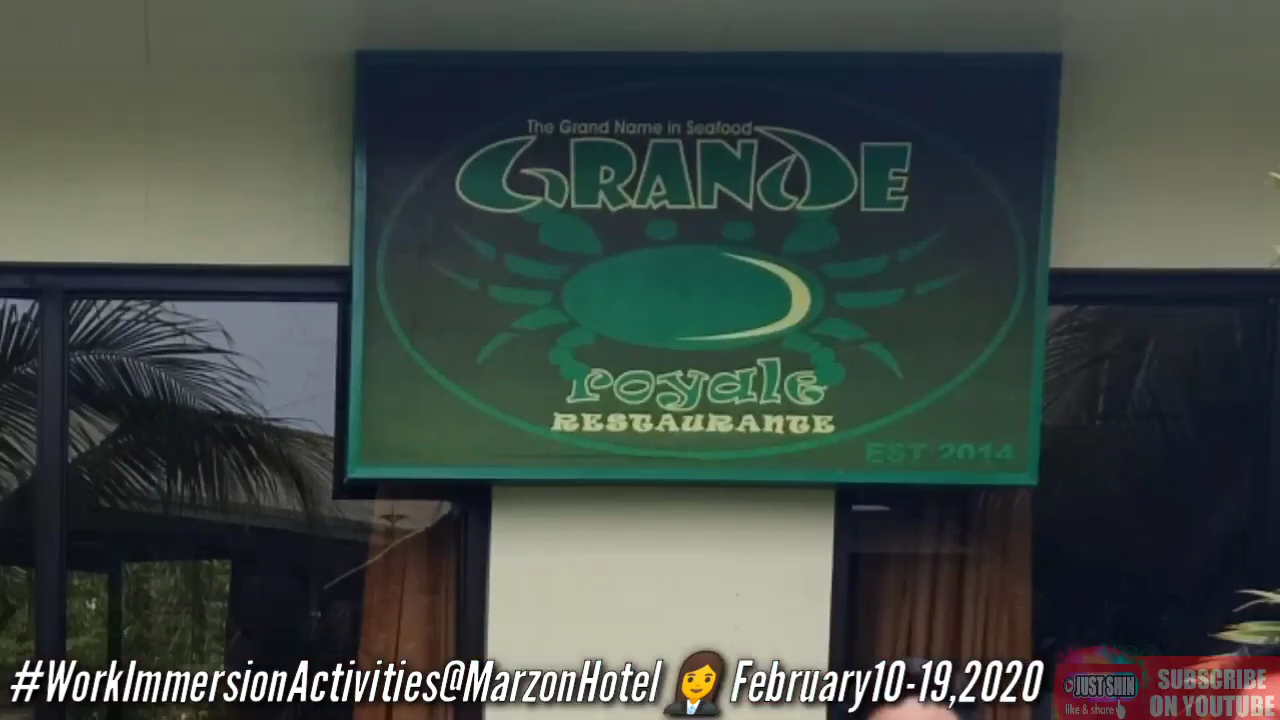 The Grand Name in Seafood
GRANDE
royale
RESTAURANTE
EST 2014
#WorkImmersionActivities@MarzonHotel 🤵 February10-19,2020
JUST SHIN
like & share
SUBSCRIBE
ON YOUTUBE